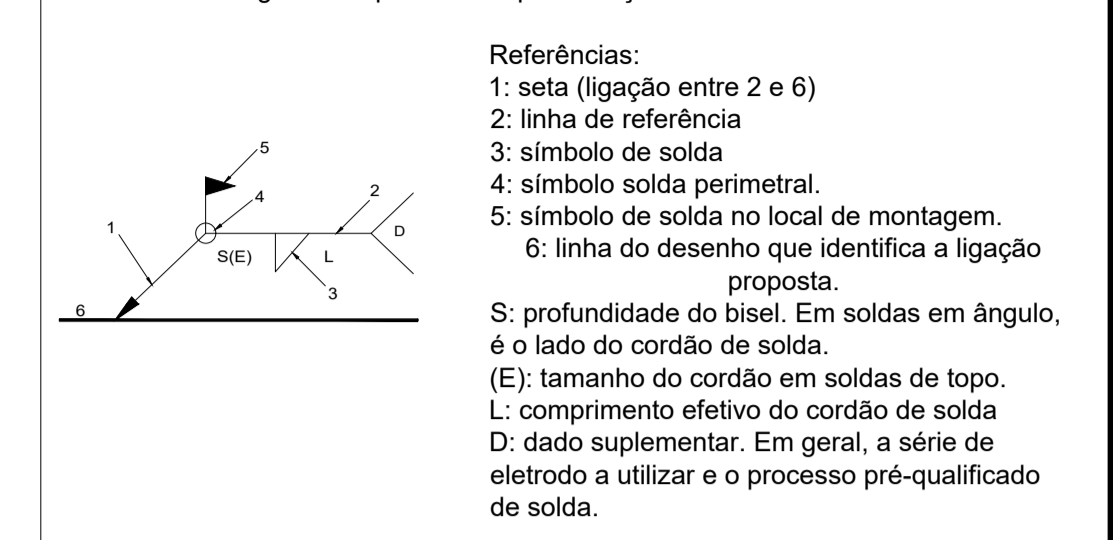 Referências:
1: seta (ligação entre 2 e 6)
2: linha de referência
3: símbolo de solda
4: símbolo solda perimetral.
5: símbolo de solda no local de montagem.
6: linha do desenho que identifica a ligação
proposta.
S: profundidade do bisel. Em soldas em ângulo,
é o lado do cordão de solda.
(E): tamanho do cordão em soldas de topo.
L: comprimento efetivo do cordão de solda
D: dado suplementar. Em geral, a série de
eletrodo a utilizar e o processo pré-qualificado
de solda.
5
4
2
1
D
S(E)
L
3
6